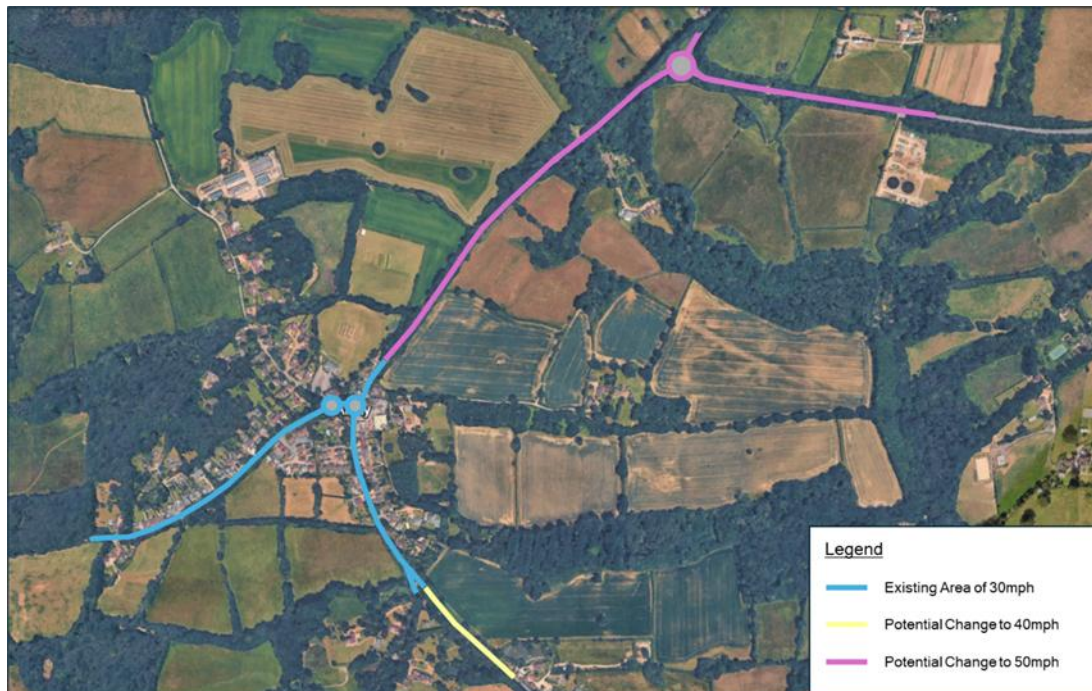 Legend
Existing Area of 30mph
Potential Change to 40mph
Potential Change to 50mph